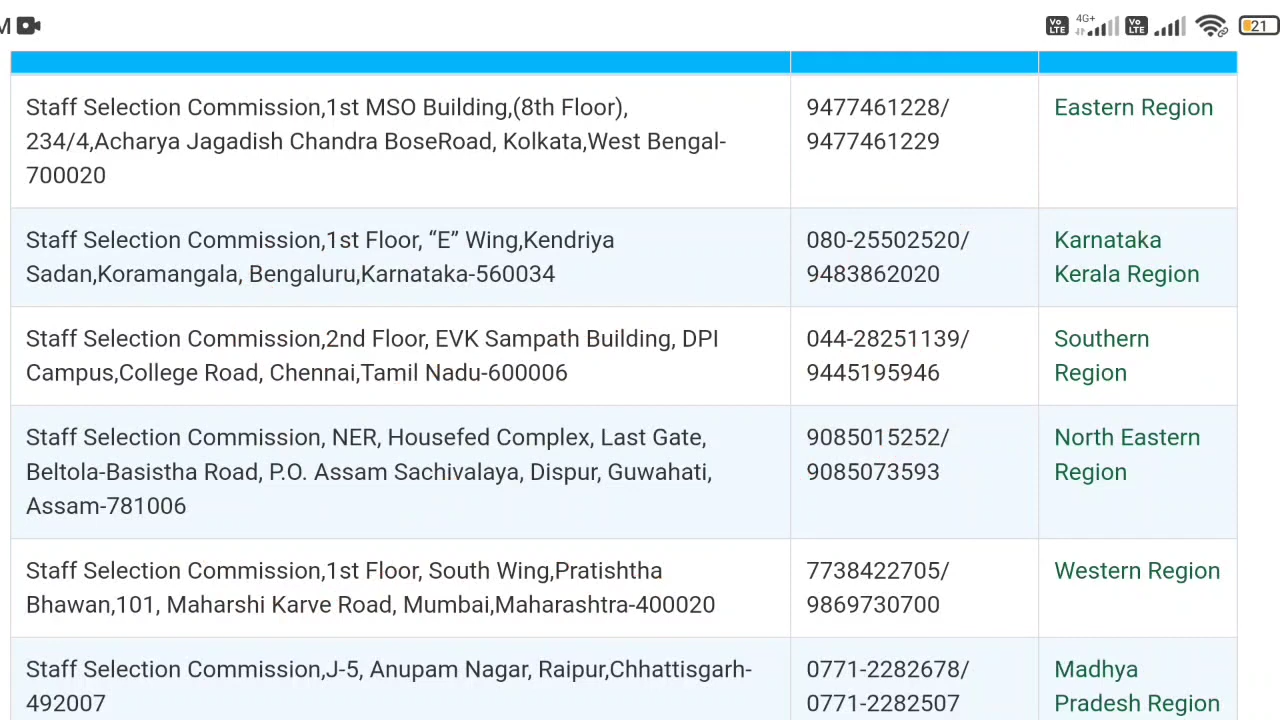 M
Vo LTE 4G+ Vo LTE 21
Staff Selection Commission,1st MSO Building,(8th Floor),
234/4,Acharya Jagadish Chandra BoseRoad, Kolkata,West Bengal-
700020
9477461228/
9477461229
Eastern Region
Staff Selection Commission,1st Floor, “E” Wing,Kendriya
Sadan,Koramangala, Bengaluru,Karnataka-560034
080-25502520/
9483862020
Karnataka
Kerala Region
Staff Selection Commission,2nd Floor, EVK Sampath Building, DPI
Campus,College Road, Chennai,Tamil Nadu-600006
044-28251139/
9445195946
Southern
Region
Staff Selection Commission, NER, Housefed Complex, Last Gate,
Beltola-Basistha Road, P.O. Assam Sachivalaya, Dispur, Guwahati,
Assam-781006
9085015252/
9085073593
North Eastern
Region
Staff Selection Commission,1st Floor, South Wing,Pratishtha
Bhawan,101, Maharshi Karve Road, Mumbai,Maharashtra-400020
7738422705/
9869730700
Western Region
Staff Selection Commission,J-5, Anupam Nagar, Raipur,Chhattisgarh-
492007
0771-2282678/
0771-2282507
Madhya
Pradesh Region